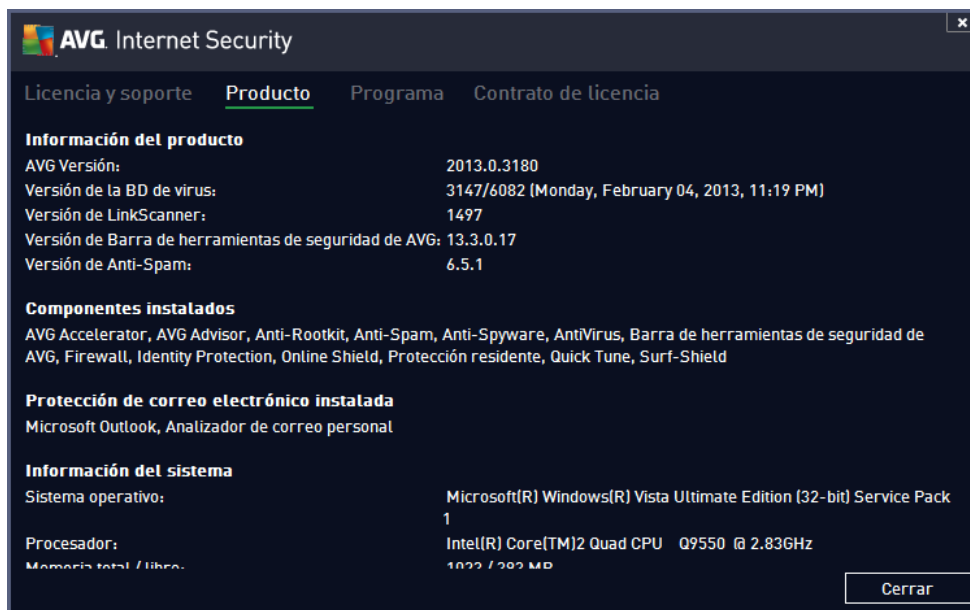 AVG. Internet Security
x
Licencia y soporte Producto Programa Contrato de licencia
Información del producto
AVG Versión: 2013.0.3180
Versión de la BD de virus: 3147/6082 (Monday, February 04, 2013, 11:19 PM)
Versión de LinkScanner: 1497
Versión de Barra de herramientas de seguridad de AVG: 13.3.0.17
Versión de Anti-Spam: 6.5.1
Componentes instalados
AVG Accelerator, AVG Advisor, Anti-Rootkit, Anti-Spam, Anti-Spyware, AntiVirus, Barra de herramientas de seguridad de
AVG, Firewall, Identity Protection, Online Shield, Protección residente, Quick Tune, Surf-Shield
Protección de correo electrónico instalada
Microsoft Outlook, Analizador de correo personal
Información del sistema
Sistema operativo: Microsoft(R) Windows(R) Vista Ultimate Edition (32-bit) Service Pack
1
Procesador: Intel(R) Core(TM)2 Quad CPU Q9550 @ 2.83GHz
Memoria total / libre:
Cerrar